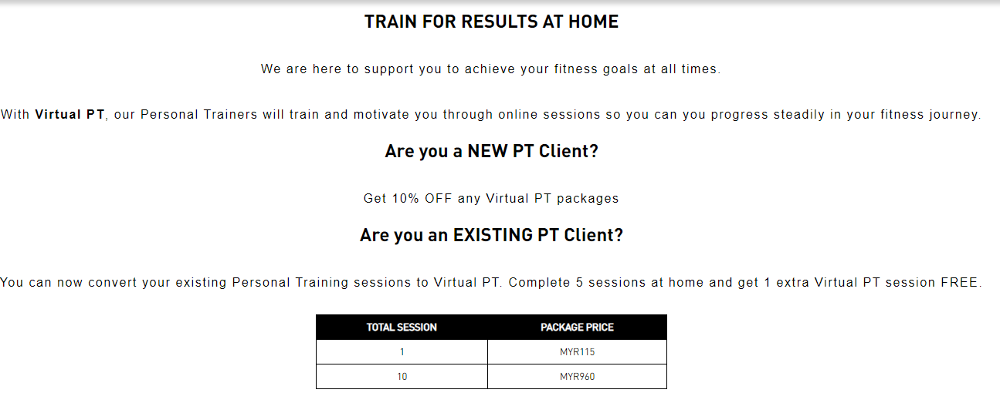 TRAIN FOR RESULTS AT HOME
We are here to support you to achieve your fitness goals at all times.
With Virtual PT, our Personal Trainers will train and motivate you through online sessions so you can you progress steadily in your fitness journey.
Are you a NEW PT Client?
Get 10% OFF any Virtual PT packages
Are you an EXISTING PT Client?
You can now convert your existing Personal Training sessions to Virtual PT. Complete 5 sessions at home and get 1 extra Virtual PT session FREE.
TOTAL SESSION PACKAGE PRICE
1 MYR115
10 MYR960